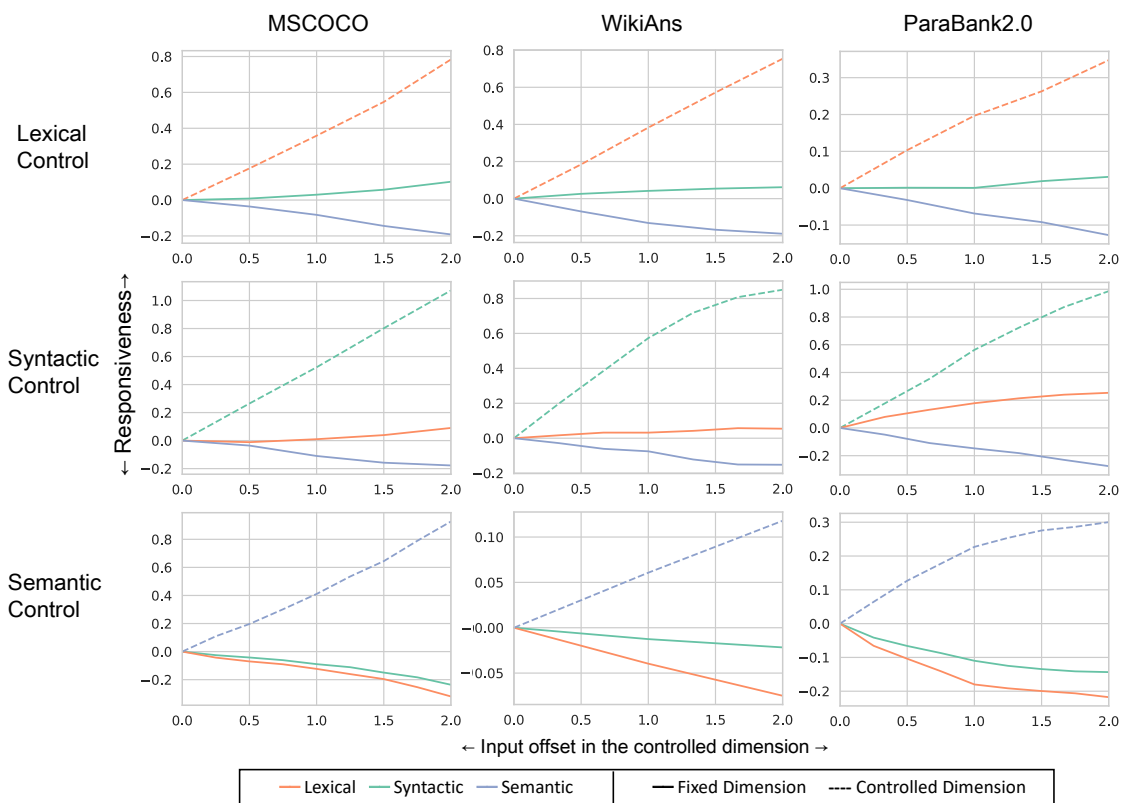 MSCOCO WikiAns ParaBank2.0
Lexical
Control
0.8
0.6
0.4
0.2
0.0
−0.2
0.0 0.5 1.0 1.5 2.0
0.8
0.6
0.4
0.2
0.0
−0.2
0.0 0.5 1.0 1.5 2.0
0.3
0.2
0.1
0.0
−0.1
0.0 0.5 1.0 1.5 2.0
← Responsiveness→
Syntactic
Control
1.0
0.8
0.6
0.4
0.2
0.0
−0.2
0.0 0.5 1.0 1.5 2.0
0.8
0.6
0.4
0.2
0.0
−0.2
0.0 0.5 1.0 1.5 2.0
1.0
0.8
0.6
0.4
0.2
0.0
−0.2
0.0 0.5 1.0 1.5 2.0
Semantic
Control
0.8
0.6
0.4
0.2
0.0
−0.2
0.0 0.5 1.0 1.5 2.0
0.10
0.05
−0.00
−0.05
0.0 0.5 1.0 1.5 2.0
0.3
0.2
0.1
0.0
−0.1
−0.2
0.0 0.5 1.0 1.5 2.0
← Input offset in the controlled dimension →
Lexical Syntactic Semantic Fixed Dimension Controlled Dimension